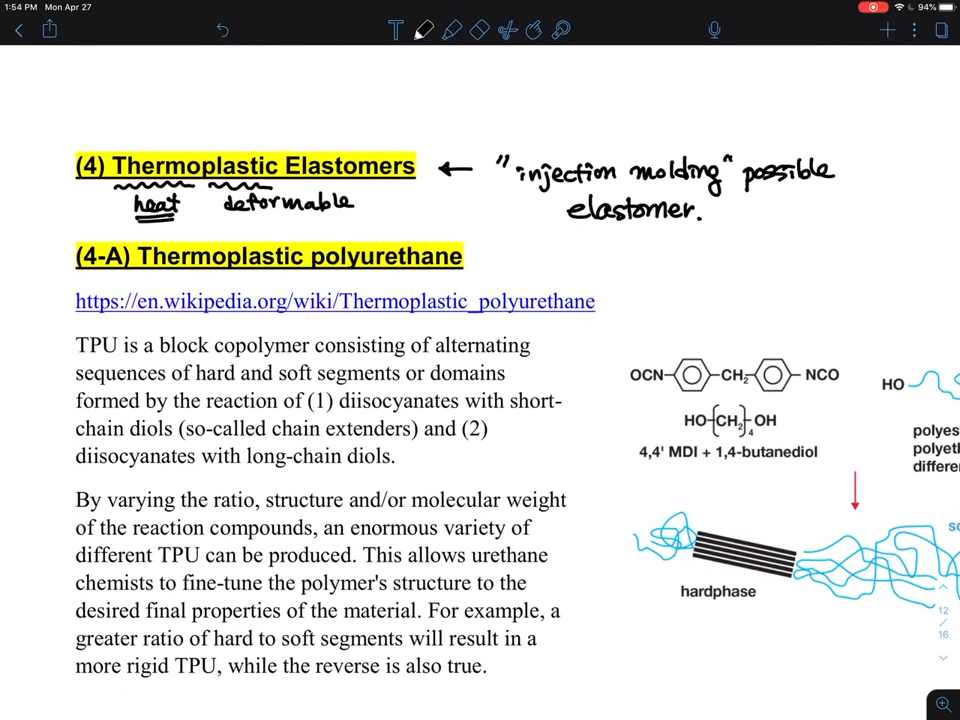 1:54 PM Mon Apr 27
94%
(4) Thermoplastic Elastomers ← "injection molding" possible
heat deformable elastomer.
(4-A) Thermoplastic polyurethane
https://en.wikipedia.org/wiki/Thermoplastic_polyurethane
TPU is a block copolymer consisting of alternating
sequences of hard and soft segments or domains
formed by the reaction of (1) diisocyanates with short-
chain diols (so-called chain extenders) and (2)
diisocyanates with long-chain diols.
By varying the ratio, structure and/or molecular weight
of the reaction compounds, an enormous variety of
different TPU can be produced. This allows urethane
chemists to fine-tune the polymer's structure to the
desired final properties of the material. For example, a
greater ratio of hard to soft segments will result in a
more rigid TPU, while the reverse is also true.
OCN CH2 NCO
HO [CH2]4 OH
4,4' MDI + 1,4-butanediol
HO
polyes
polyeth
differe
hardphase
so
12
/
16